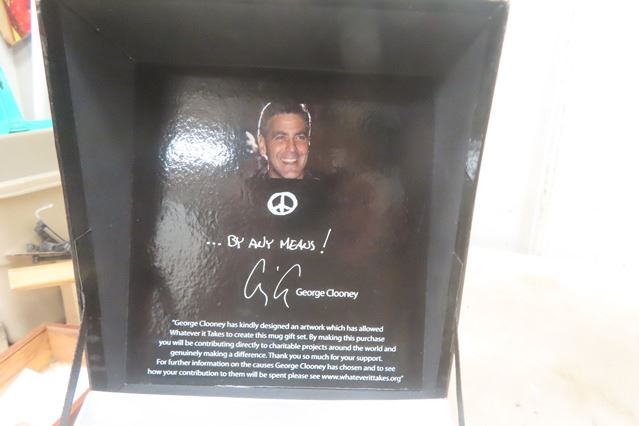 ... BY ANY MEANS!
George Clooney
"George Clooney has kindly designed an artwork which has allowed
Whatever it Takes to create this mug gift set. By making this purchase
you will be contributing directly to charitable projects around the world and
genuinely making a difference. Thank you so much for your support.
For further information on the causes George Clooney has chosen and to see
how your contribution to them will be spent please see www.whateverittakes.org"